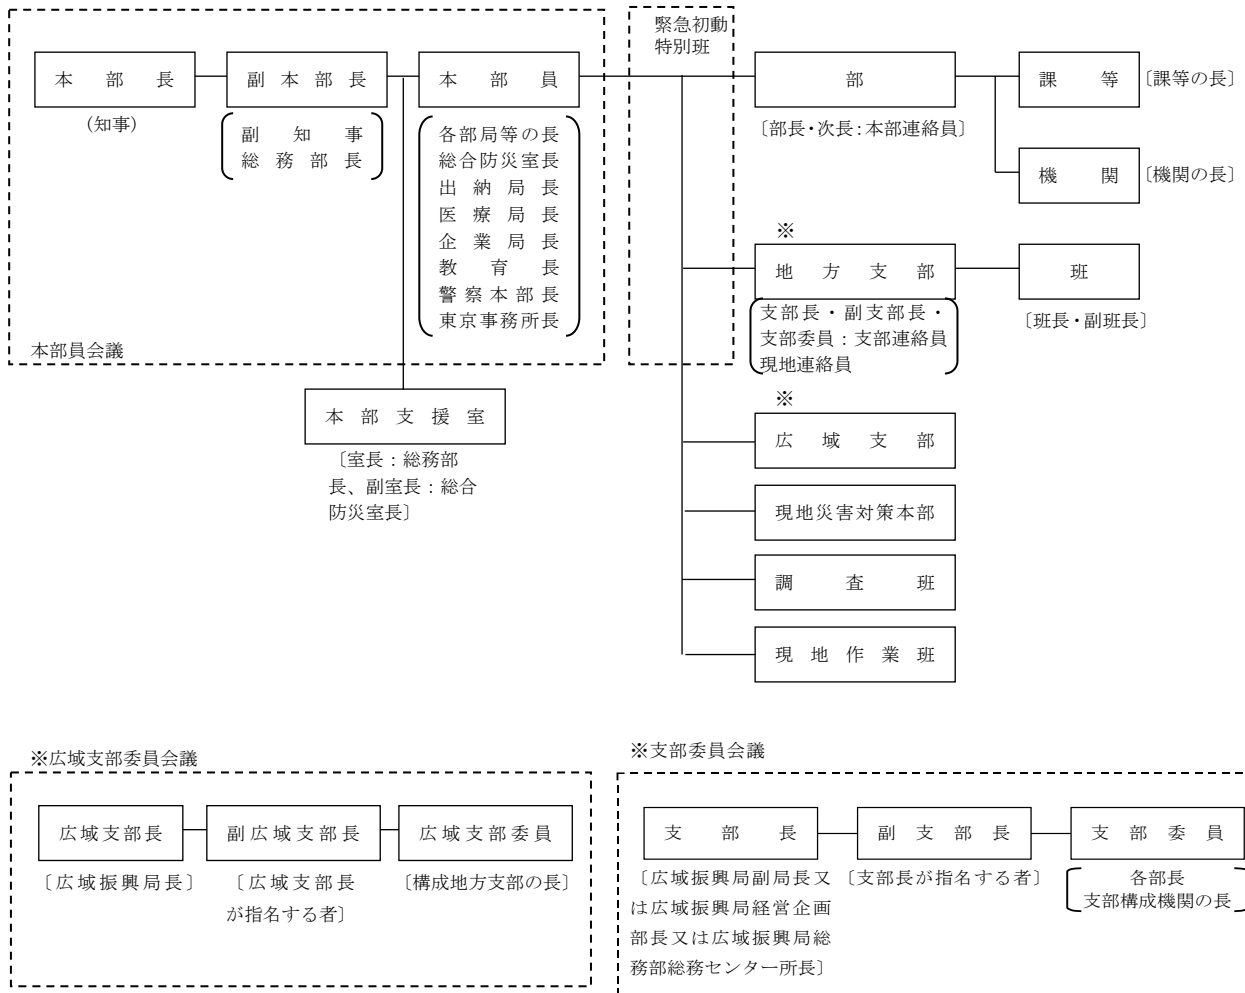 緊急初動
特別班
本部長
副本部長
本部員
部
課等
〔課等の長〕
(知事)
副知事
総務部長
各部局等の長
総合防災室長
出納局長
医療局長
企業局長
教育長
警察本部長
東京事務所長
〔部長・次長:本部連絡員〕
機関
〔機関の長〕
本部員会議
※
地方支部
班
支部長・副支部長・
支部委員:支部連絡員
現地連絡員
〔班長・副班長〕
本部支援室
〔室長:総務部
長、副室長:総合
防災室長〕
※
広域支部
現地災害対策本部
調査班
現地作業班
※広域支部委員会議
広域支部長
副広域支部長
広域支部委員
〔広域振興局長〕
〔広域支部長
が指名する者〕
〔構成地方支部の長〕
※支部委員会議
支部長
副支部長
支部委員
〔広域振興局副局長又
は広域振興局経営企画
部長又は広域振興局総
務部総務センター所長〕
〔支部長が指名する者〕
各部長
支部構成機関の長